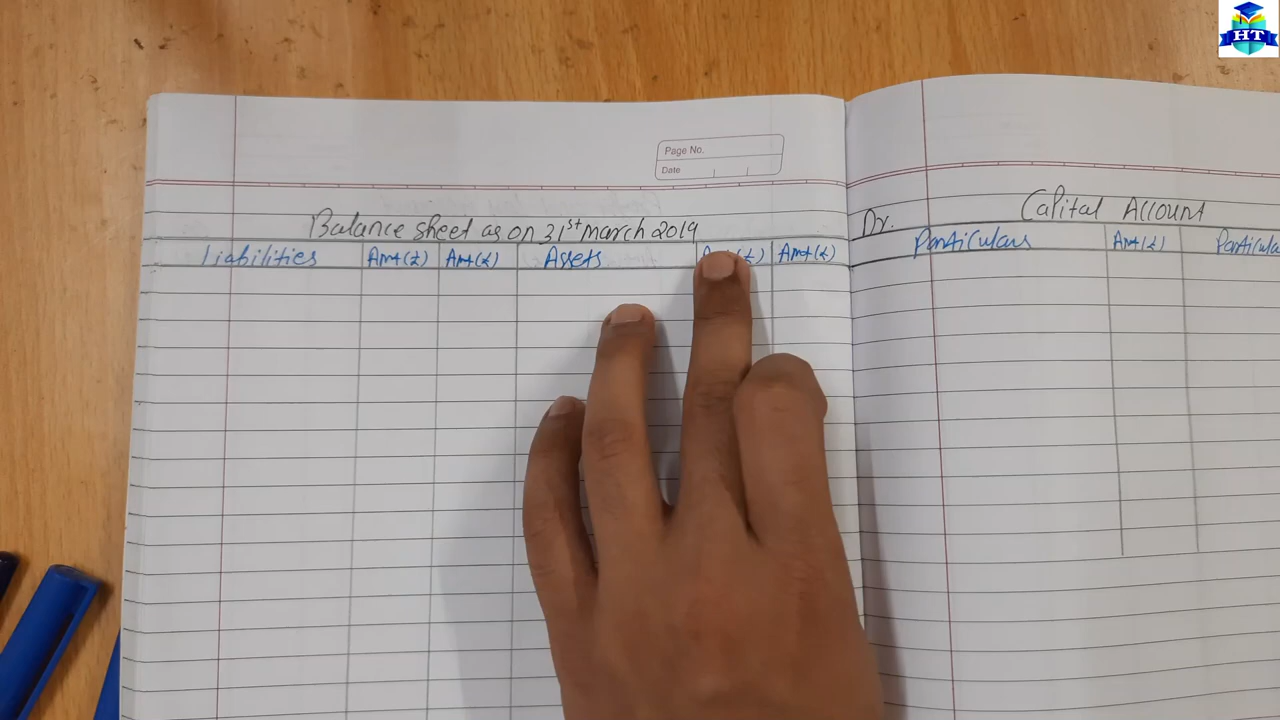 HT
Page No.
Date
Balance sheet as on 31st march 2019
Liabilities Amt(₹) Amt(₹) Assets Amt(₹)
Dr. Capital Account
Particulars Amt(₹)